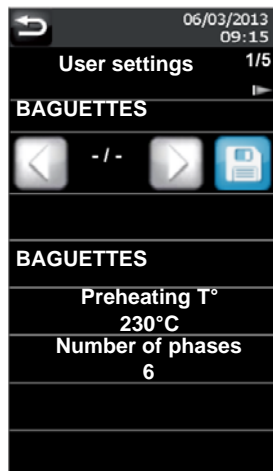 06/03/2013
09:15
User settings 1/5
BAGUETTES
- / -
BAGUETTES
Preheating T°
230°C
Number of phases
6